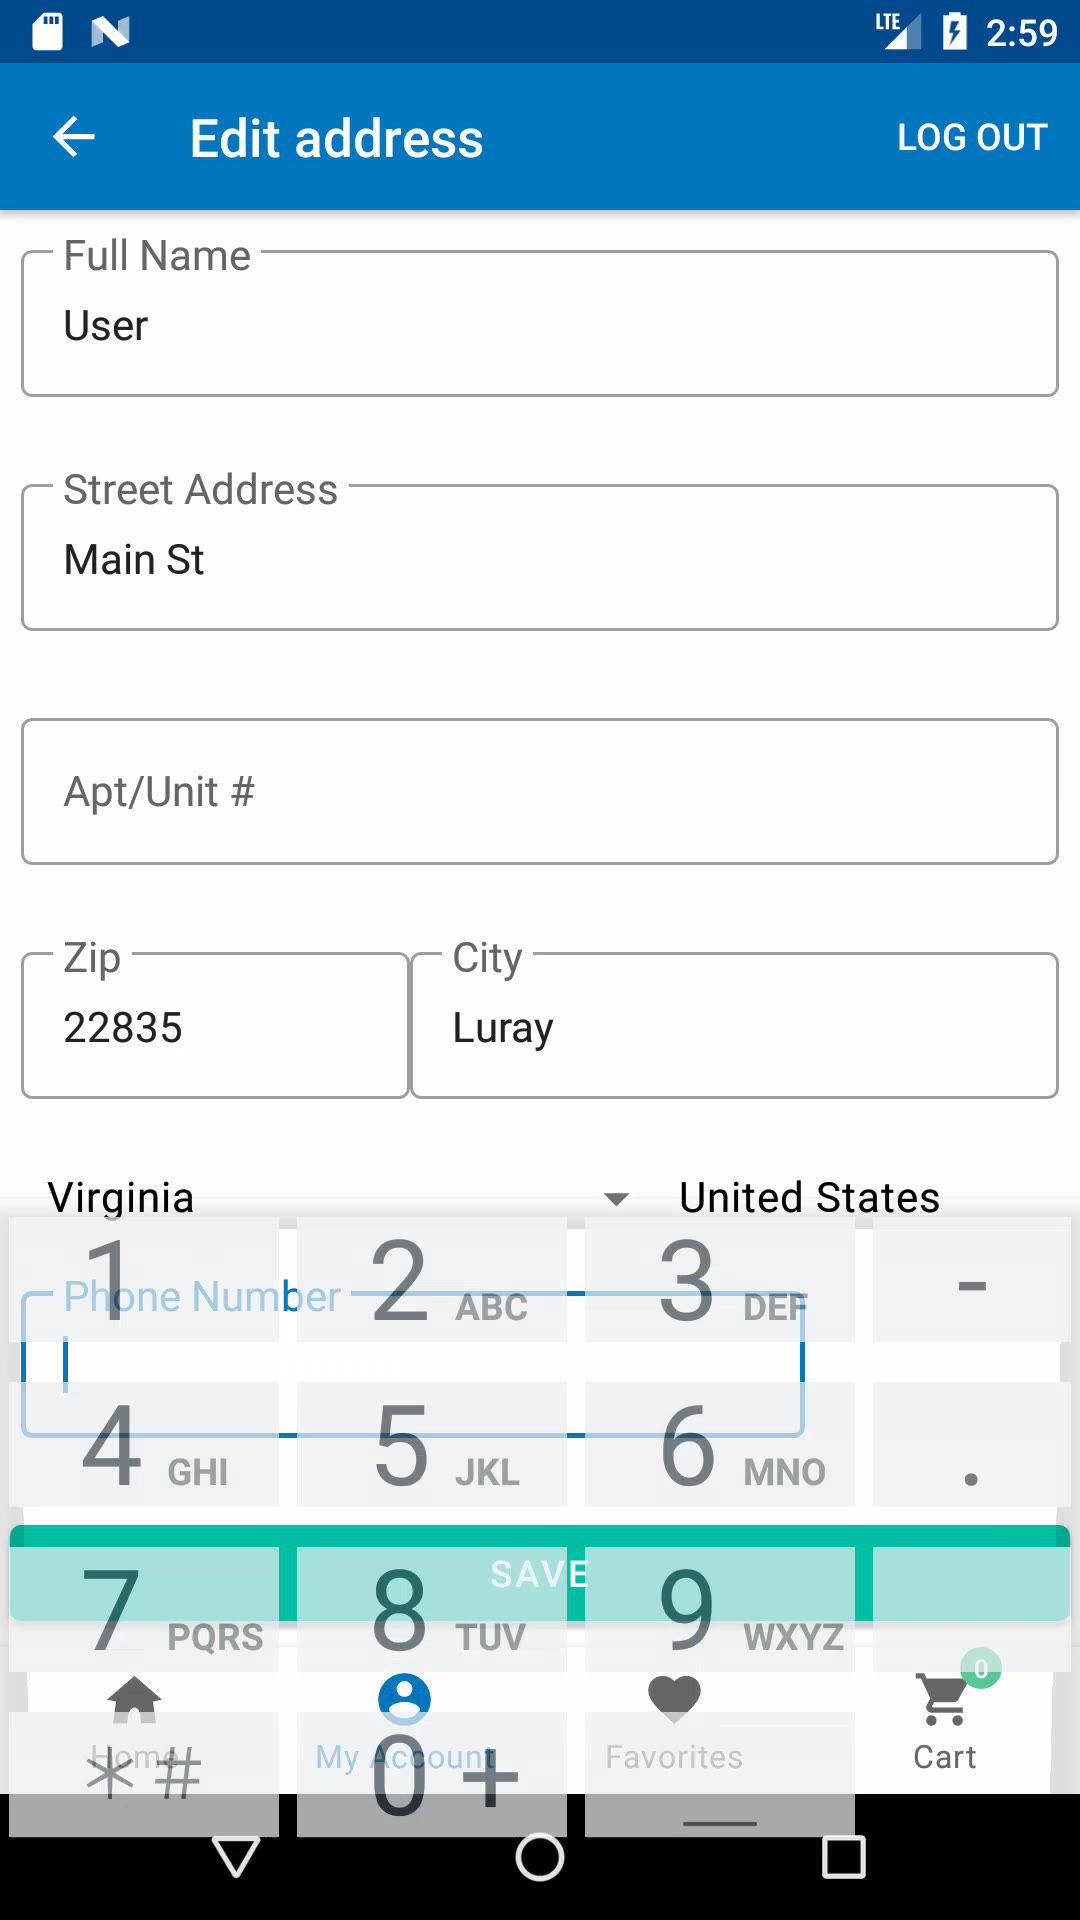 LTE 2:59
Edit address LOG OUT
Full Name
User
Street Address
Main St
Apt/Unit #
Zip City
22835 Luray
Virginia United States
1 2 ABC 3 DEF -
Phone Number
4 GHI 5 JKL 6 MNO .
SAVE
7 PQRS 8 TUV 9 WXYZ
0
Home My Account Favorites Cart
* # 0 +